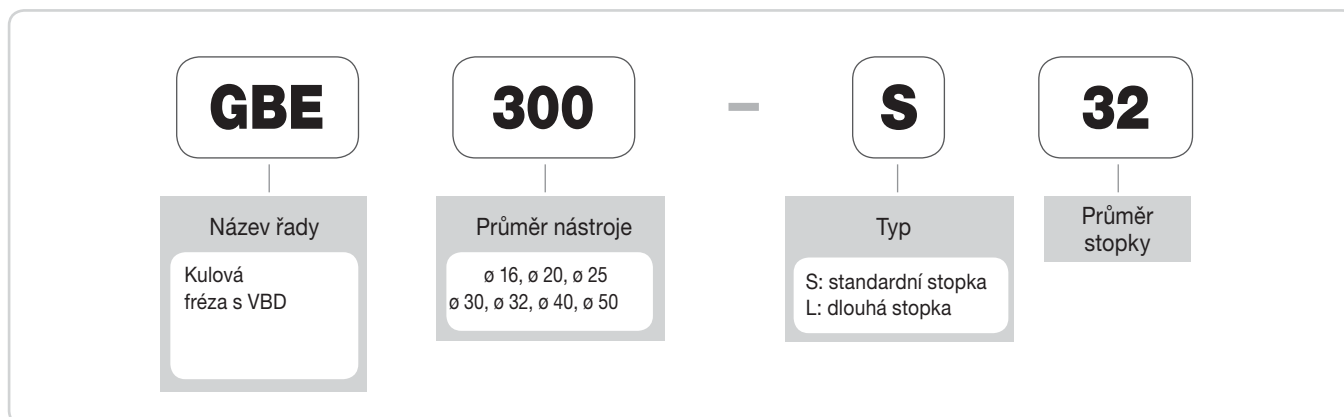 GBE 300 – S 32
Název řady
Kulová
fréza s VBD
Průměr nástroje
ø 16, ø 20, ø 25
ø 30, ø 32, ø 40, ø 50
Typ
S: standardní stopka
L: dlouhá stopka
Průměr
stopky